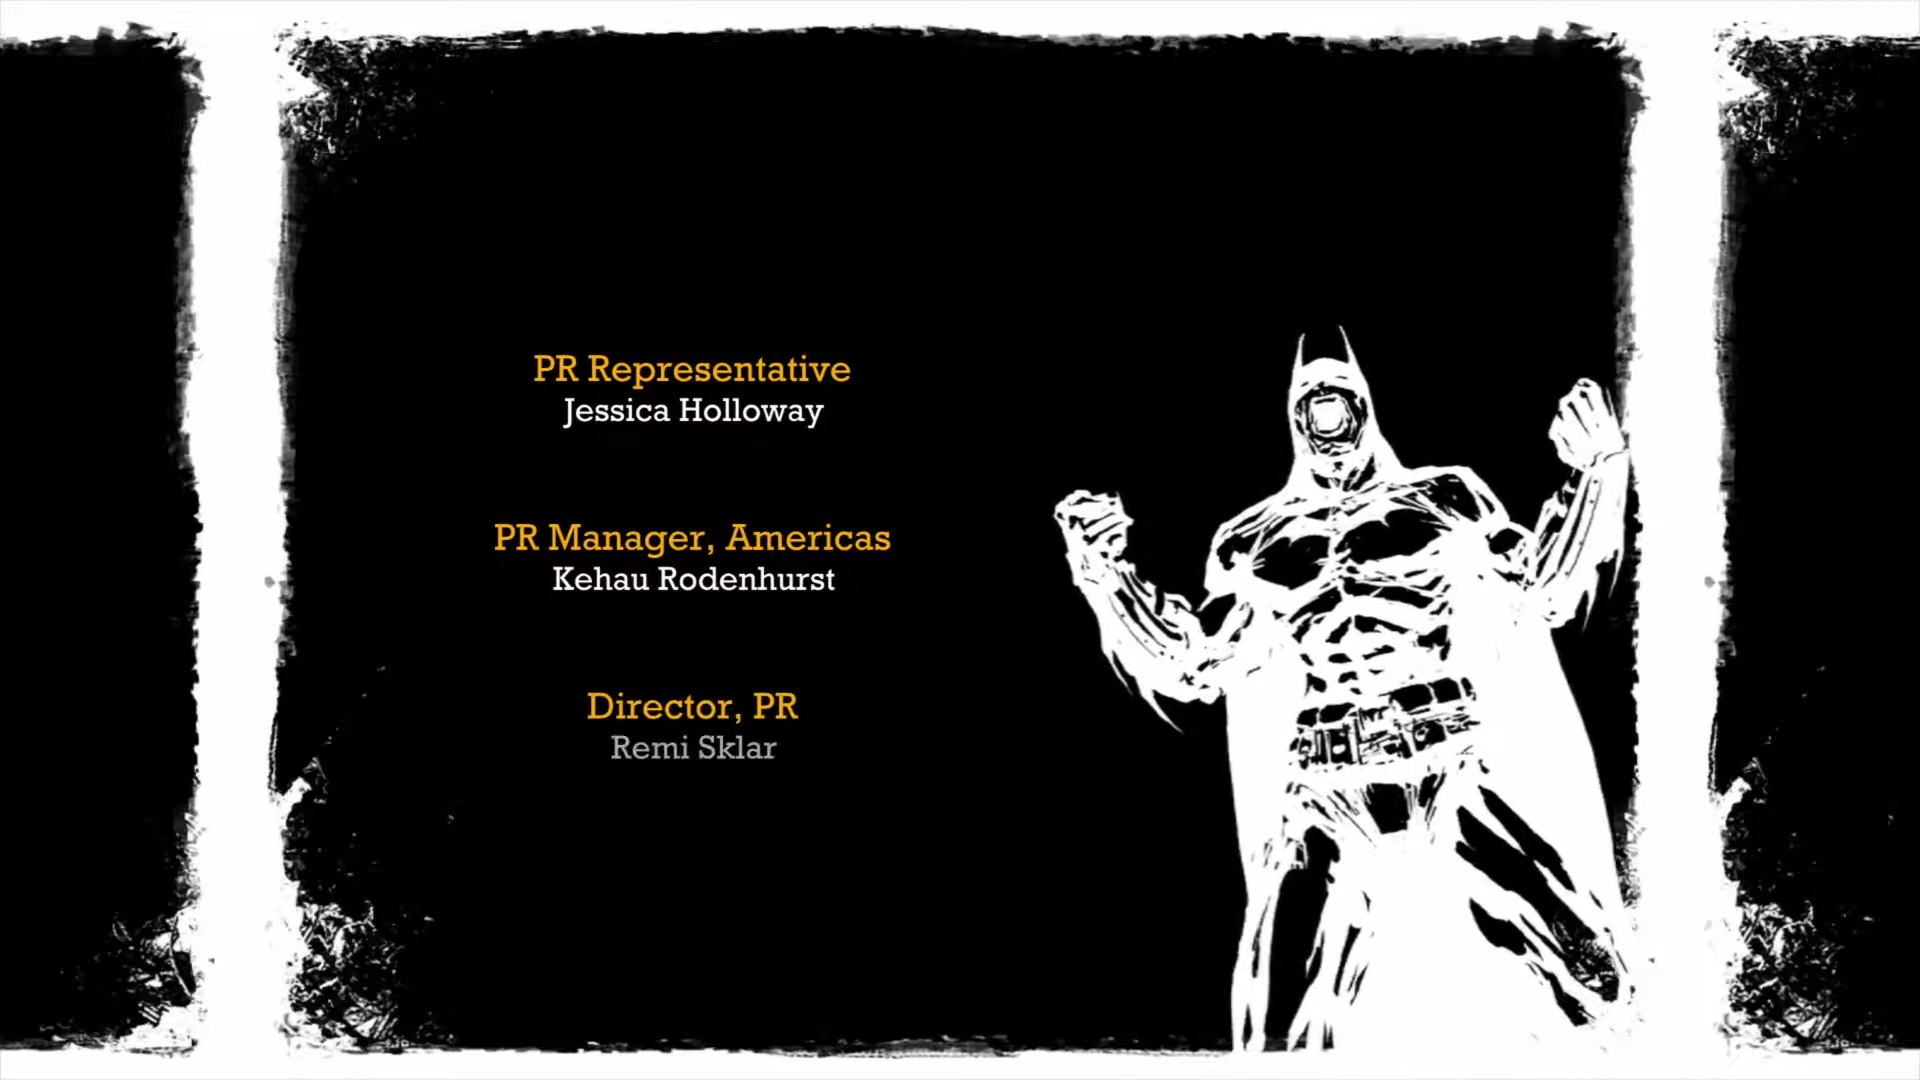 PR Representative
Jessica Holloway
PR Manager, Americas
Kehau Rodenhurst
Director, PR
Remi Sklar